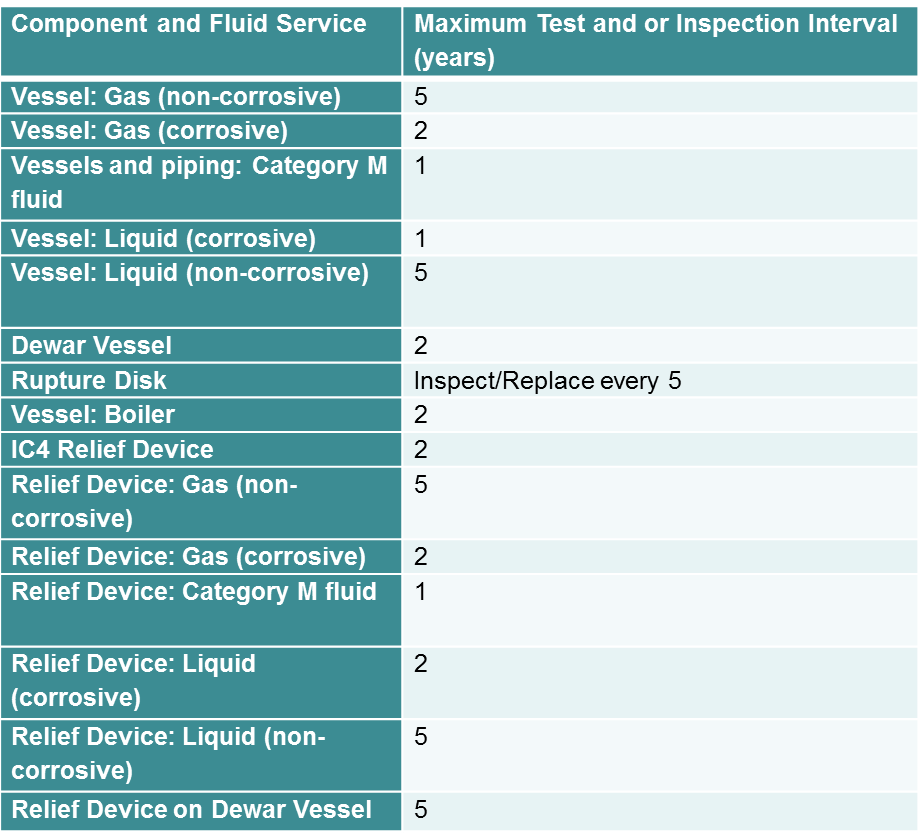 Component and Fluid Service
Maximum Test and or Inspection Interval
(years)
Vessel: Gas (non-corrosive)
5
Vessel: Gas (corrosive)
2
Vessels and piping: Category M
fluid
1
Vessel: Liquid (corrosive)
1
Vessel: Liquid (non-corrosive)
5
Dewar Vessel
2
Rupture Disk
Inspect/Replace every 5
Vessel: Boiler
2
IC4 Relief Device
2
Relief Device: Gas (non-
corrosive)
5
Relief Device: Gas (corrosive)
2
Relief Device: Category M fluid
1
Relief Device: Liquid
(corrosive)
2
Relief Device: Liquid (non-
corrosive)
5
Relief Device on Dewar Vessel
5